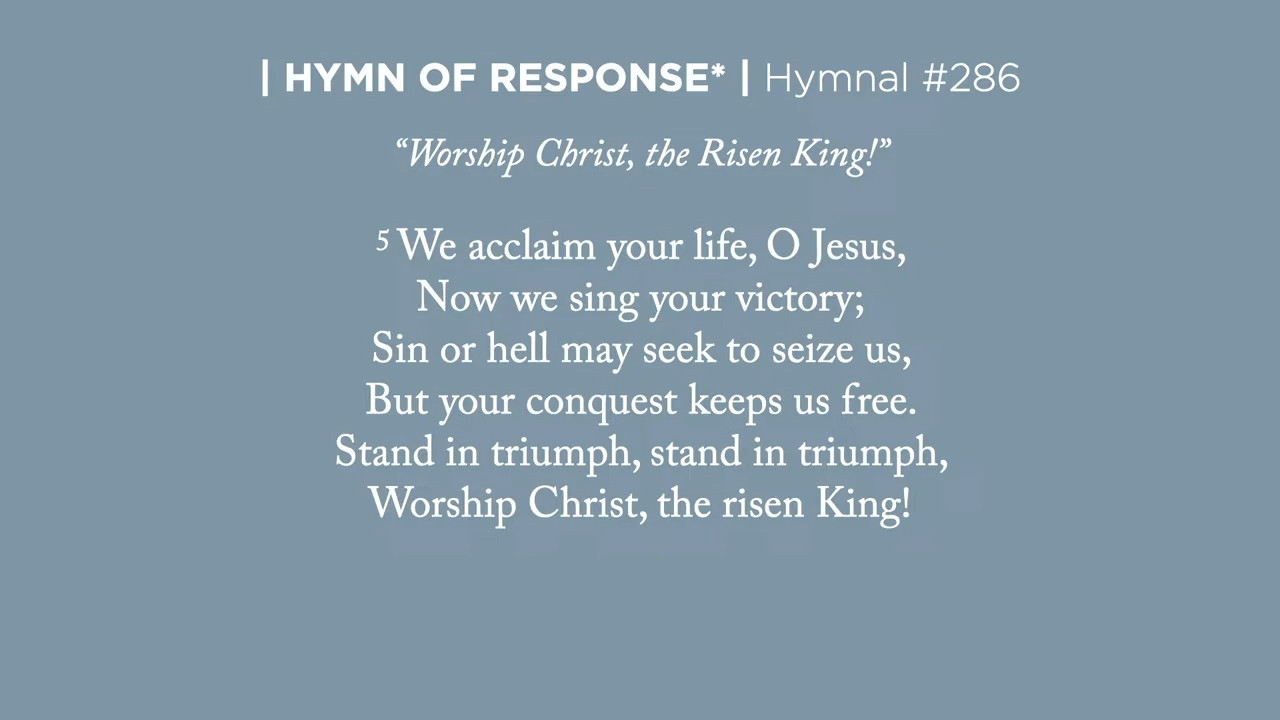 | HYMN OF RESPONSE* | Hymnal #286
“Worship Christ, the Risen King!”
5 We acclaim your life, O Jesus,
Now we sing your victory;
Sin or hell may seek to seize us,
But your conquest keeps us free.
Stand in triumph, stand in triumph,
Worship Christ, the risen King!